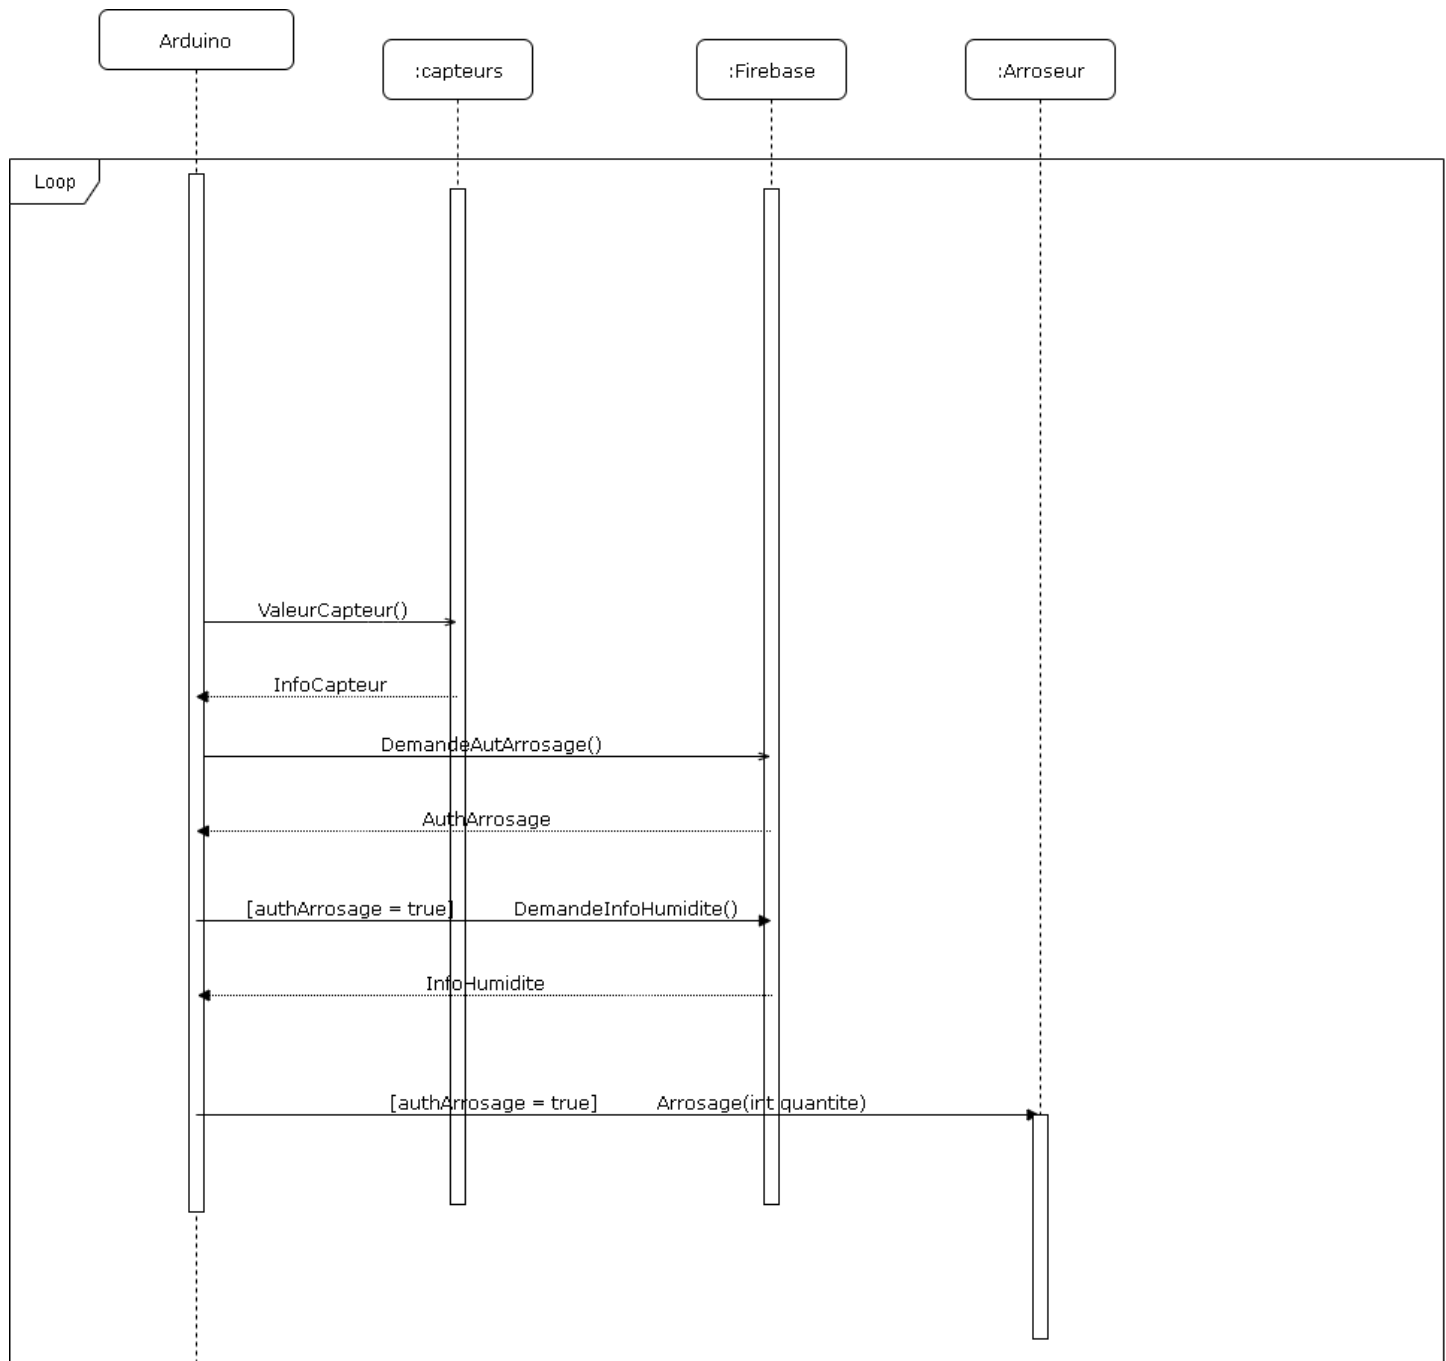 Arduino
:capteurs
:Firebase
:Arroseur
Loop
ValeurCapteur()
InfoCapteur
DemandeAutArrosage()
AuthArrosage
[authArrosage = true] DemandeInfoHumidite()
InfoHumidite
[authArrosage = true] Arrosage(int quantite)